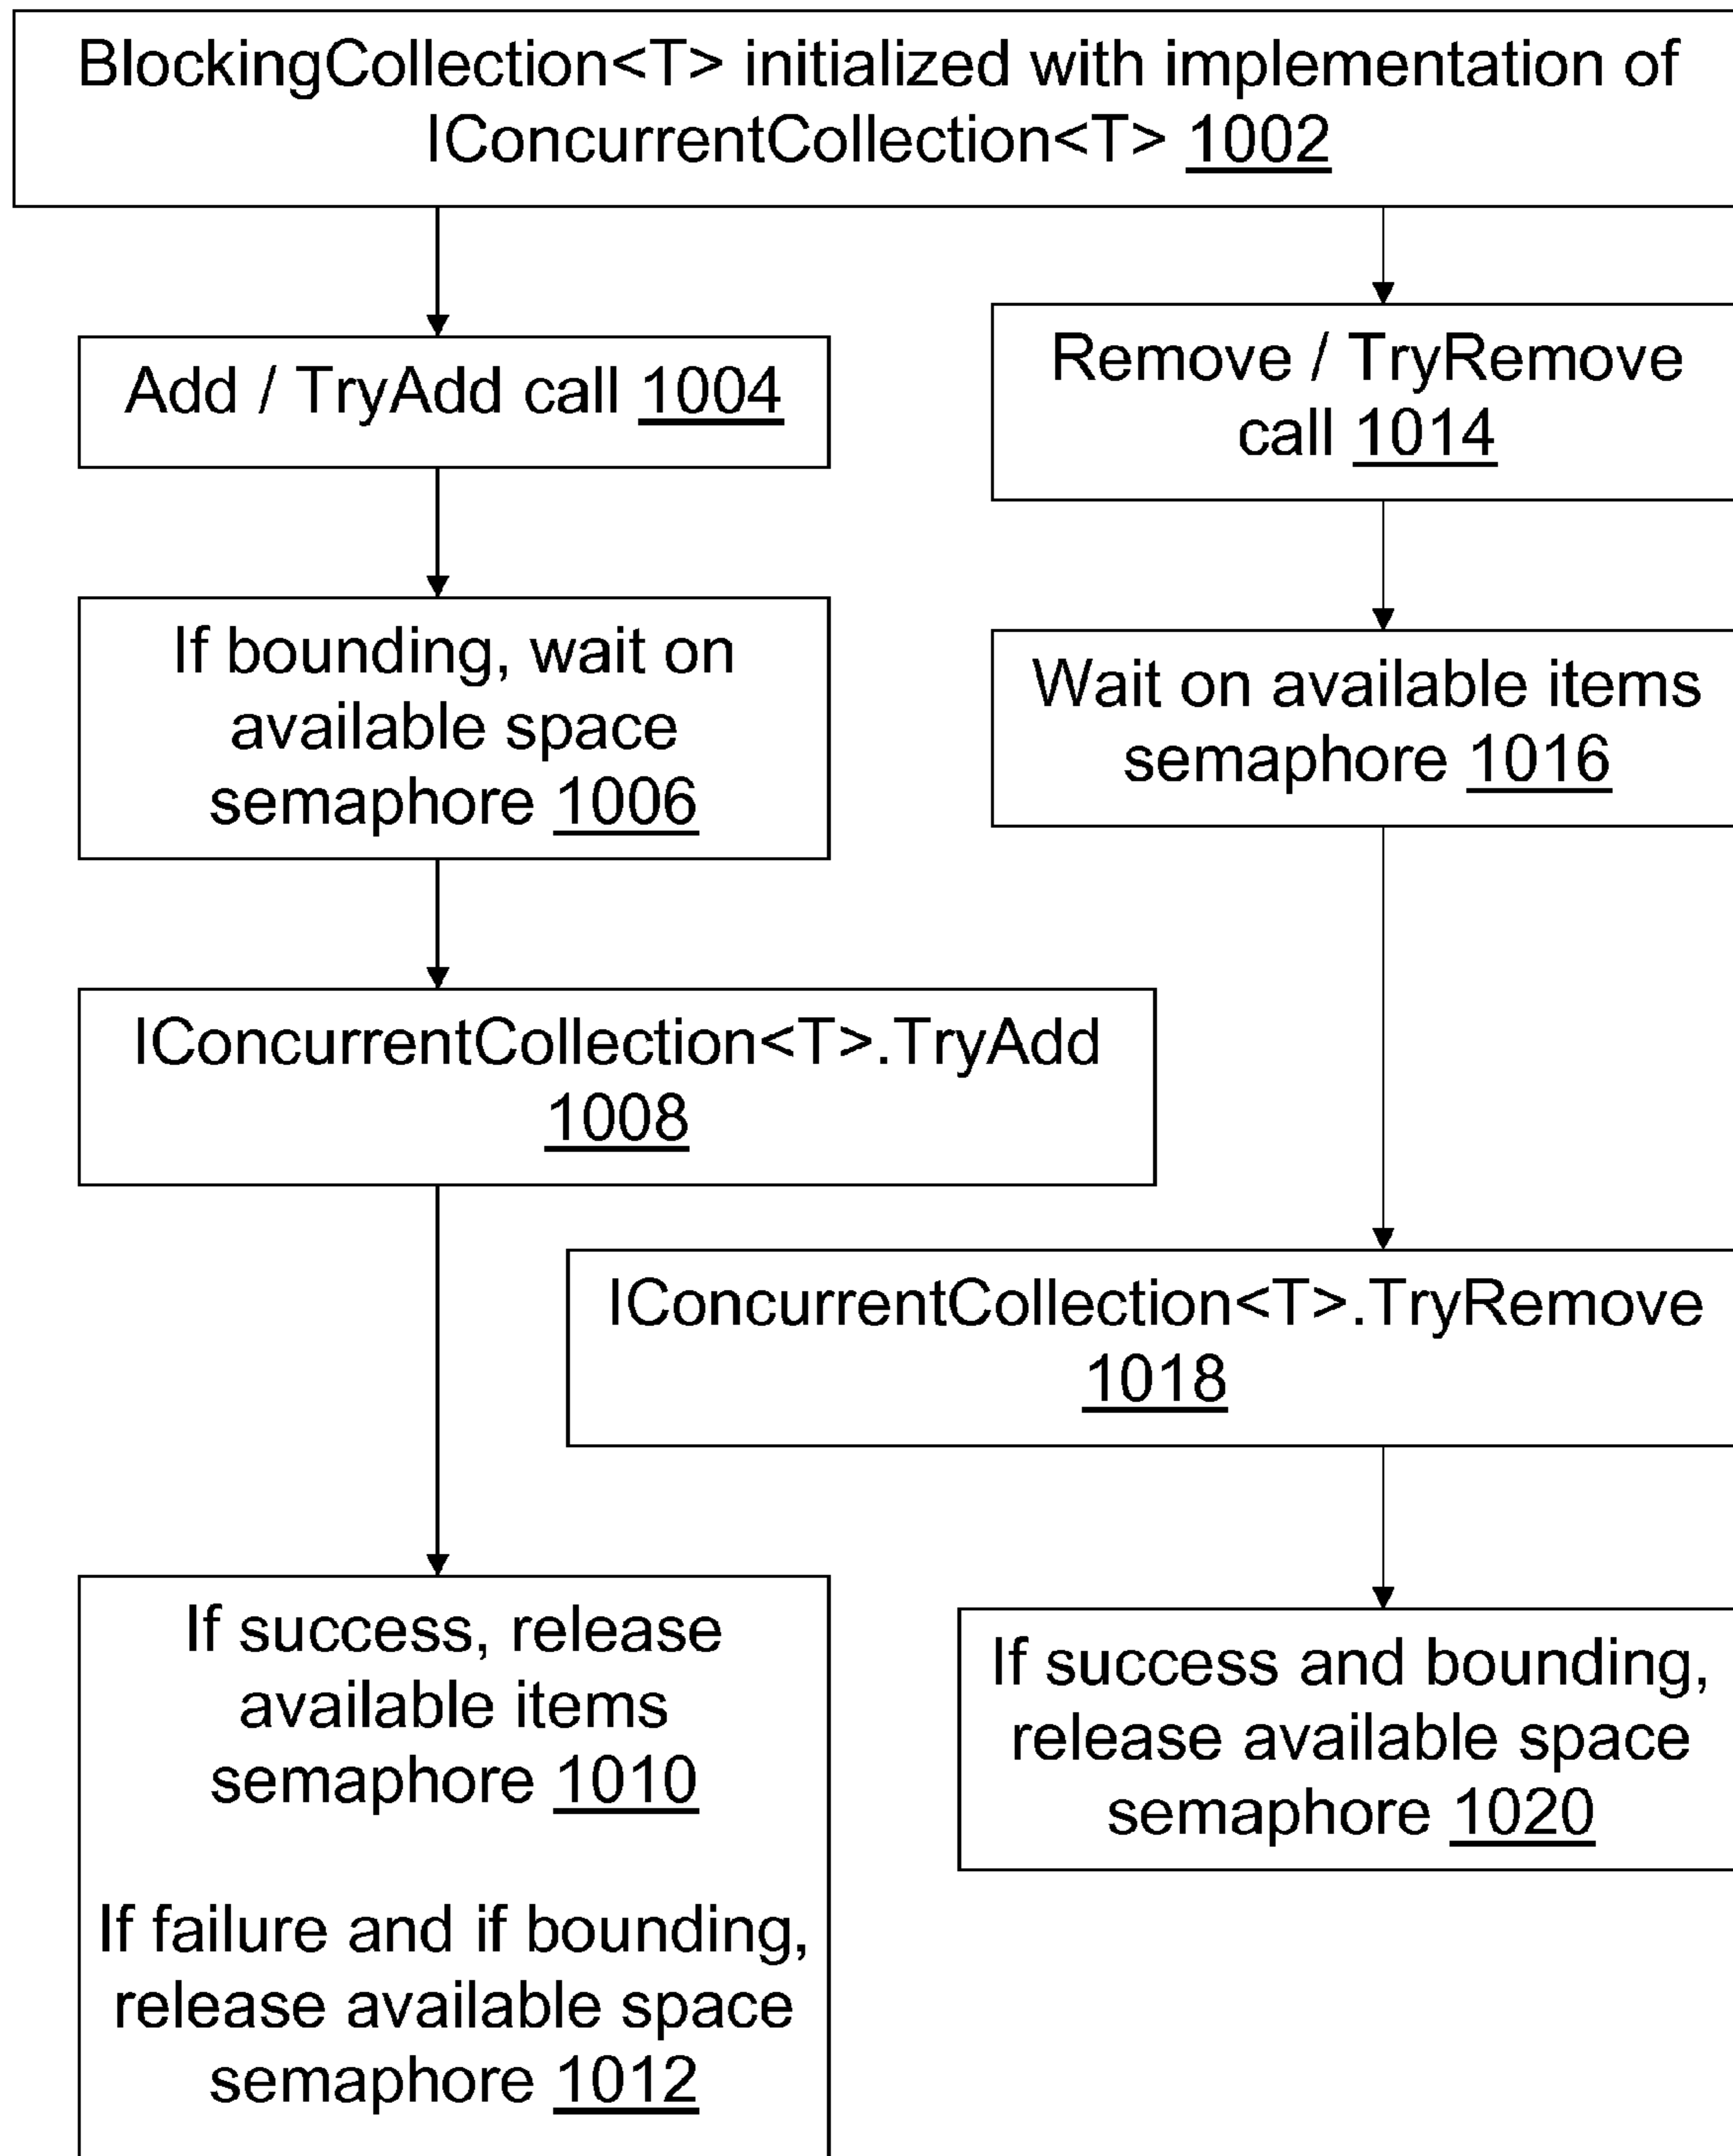 BlockingCollection<T> initialized with implementation of
IConcurrentCollection<T> 1002
Add / TryAdd call 1004
If bounding, wait on
available space
semaphore 1006
IConcurrentCollection<T>.TryAdd
1008
If success, release
available items
semaphore 1010
If failure and if bounding,
release available space
semaphore 1012
Remove / TryRemove
call 1014
Wait on available items
semaphore 1016
IConcurrentCollection<T>.TryRemove
1018
If success and bounding,
release available space
semaphore 1020